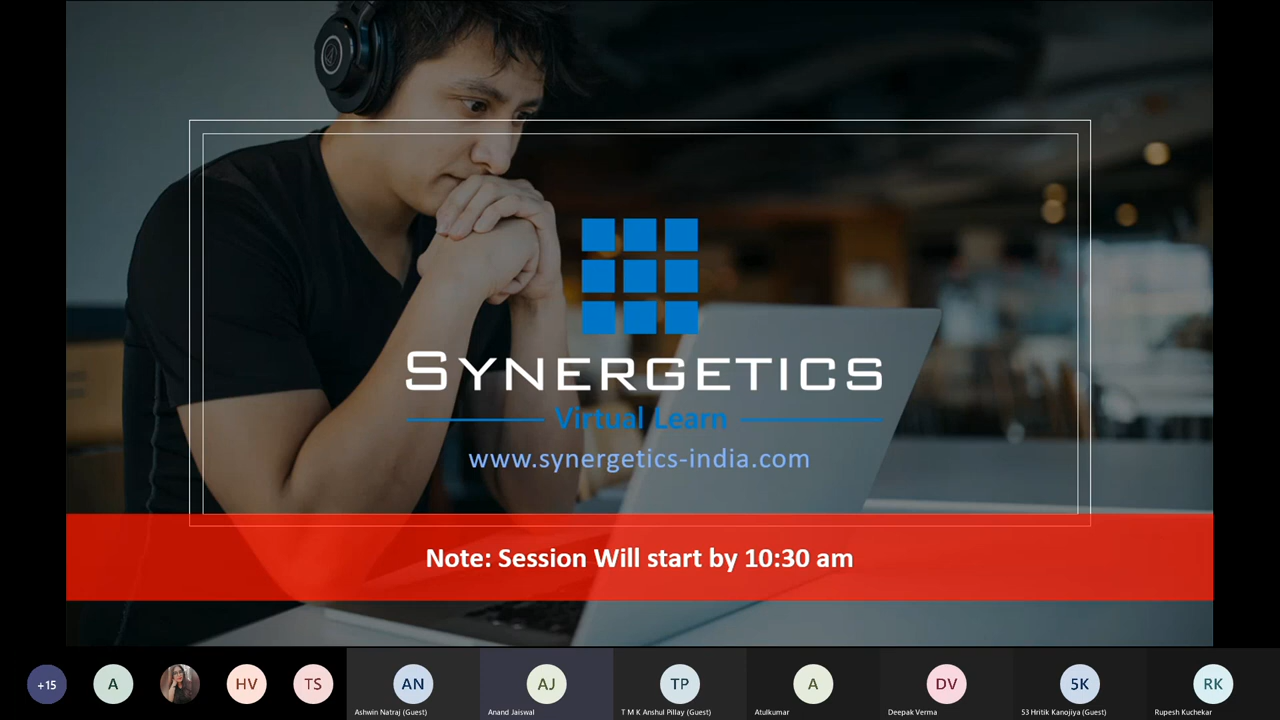 SYNERGETICS
Virtual Learn
www.synergetics-india.com
Note: Session Will start by 10:30 am
+15
A
HV
TS
AN
AJ
TP
A
DV
5K
RK
Ashwin Natraj (Guest)
Anand Jaiswal
T M K Anshul Pillay (Guest)
Atulkumar
Deepak Verma
53 Hritik Kanojiya (Guest)
Rupesh Kuchekar